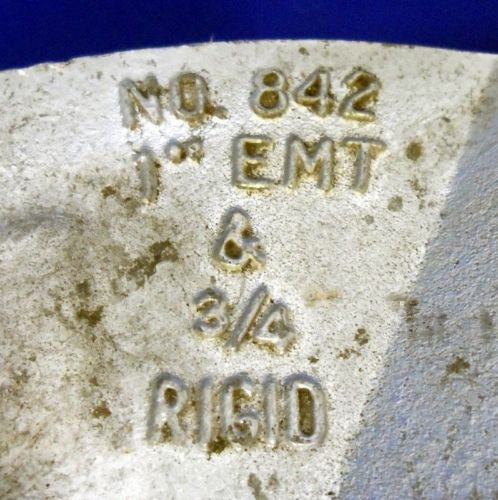 NO. 842
1" EMT
&
3/4
RIGID